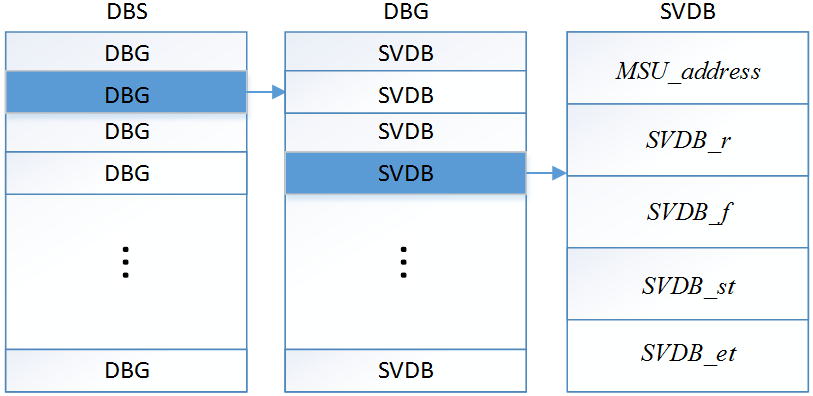 DBS
DBG
DBG
DBG
DBG
⋮
DBG
DBG
SVDB
SVDB
SVDB
SVDB
⋮
SVDB
SVDB
MSU_address
SVDB_r
SVDB_f
SVDB_st
SVDB_et